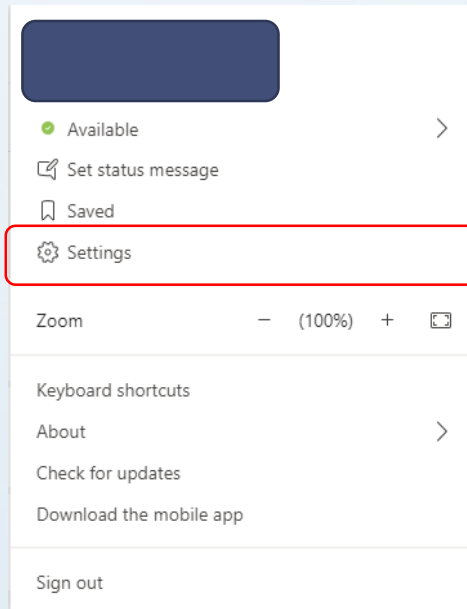 Available
Set status message
Saved
Settings
Zoom − (100%) +
Keyboard shortcuts
About
Check for updates
Download the mobile app
Sign out